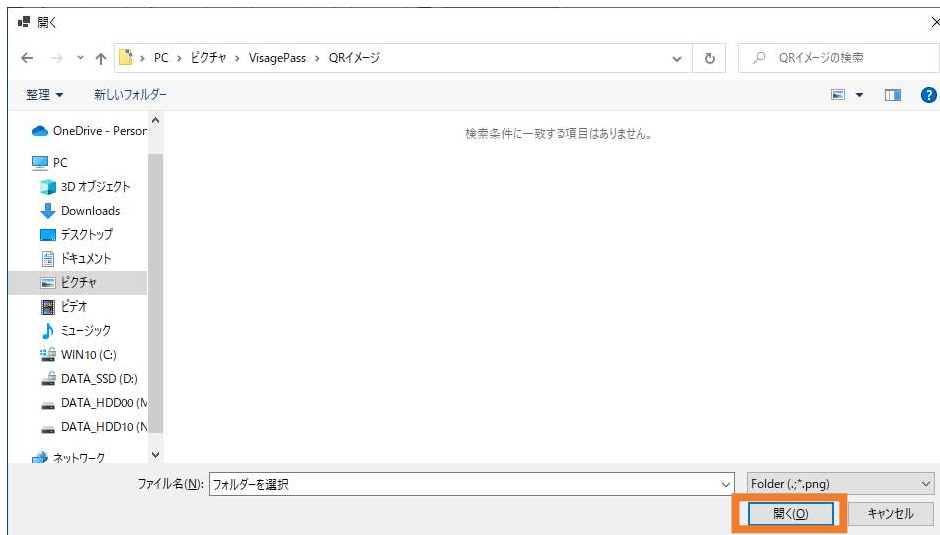 開く
PC › ピクチャ › VisagePass › QRイメージ
QRイメージの検索
整理
新しいフォルダー
OneDrive - Person
検索条件に一致する項目はありません。
PC
3D オブジェクト
Downloads
デスクトップ
ドキュメント
ピクチャ
ビデオ
ミュージック
WIN10 (C:)
DATA_SSD (D:)
DATA_HDD00 (M
DATA_HDD10 (N
ネットワーク
ファイル名(N): フォルダーを選択
Folder (.;*.png)
開く(O)
キャンセル